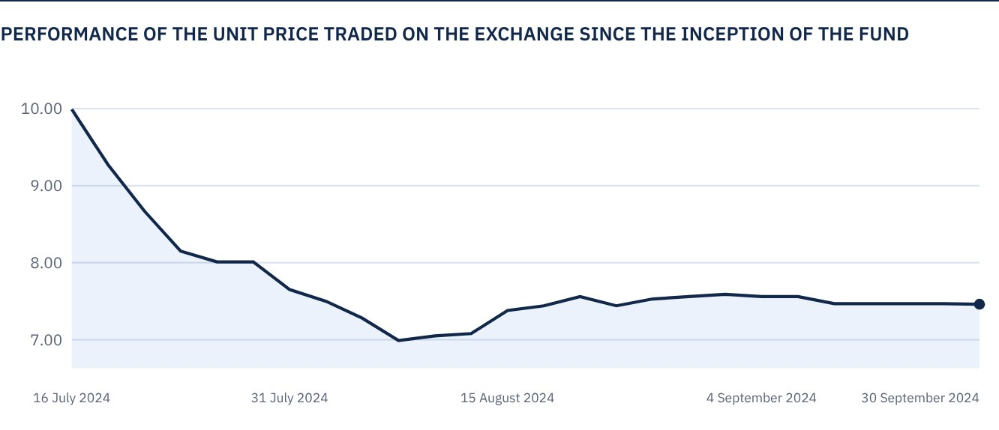 PERFORMANCE OF THE UNIT PRICE TRADED ON THE EXCHANGE SINCE THE INCEPTION OF THE FUND
10.00
9.00
8.00
7.00
16 July 2024
31 July 2024
15 August 2024
4 September 2024
30 September 2024